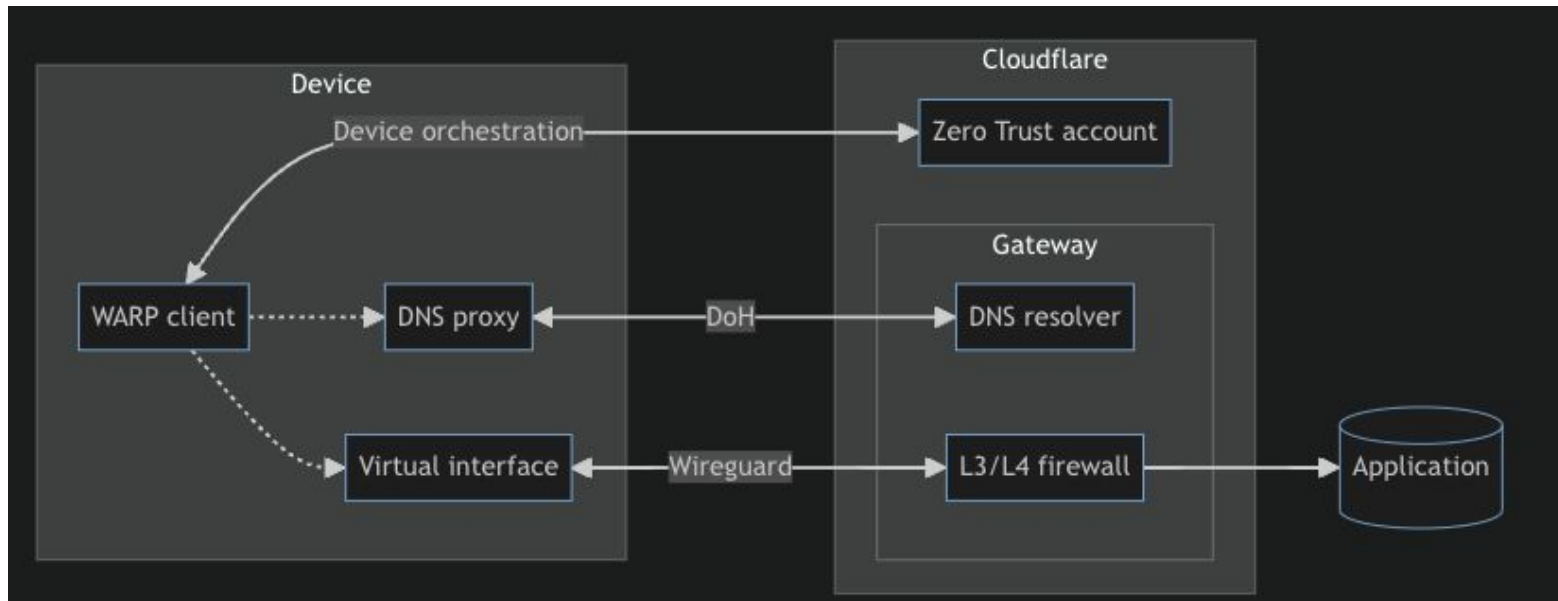 Device
Cloudflare
Device orchestration
Zero Trust account
Gateway
WARP client
DNS proxy
DoH
DNS resolver
Virtual interface
Wireguard
L3/L4 firewall
Application